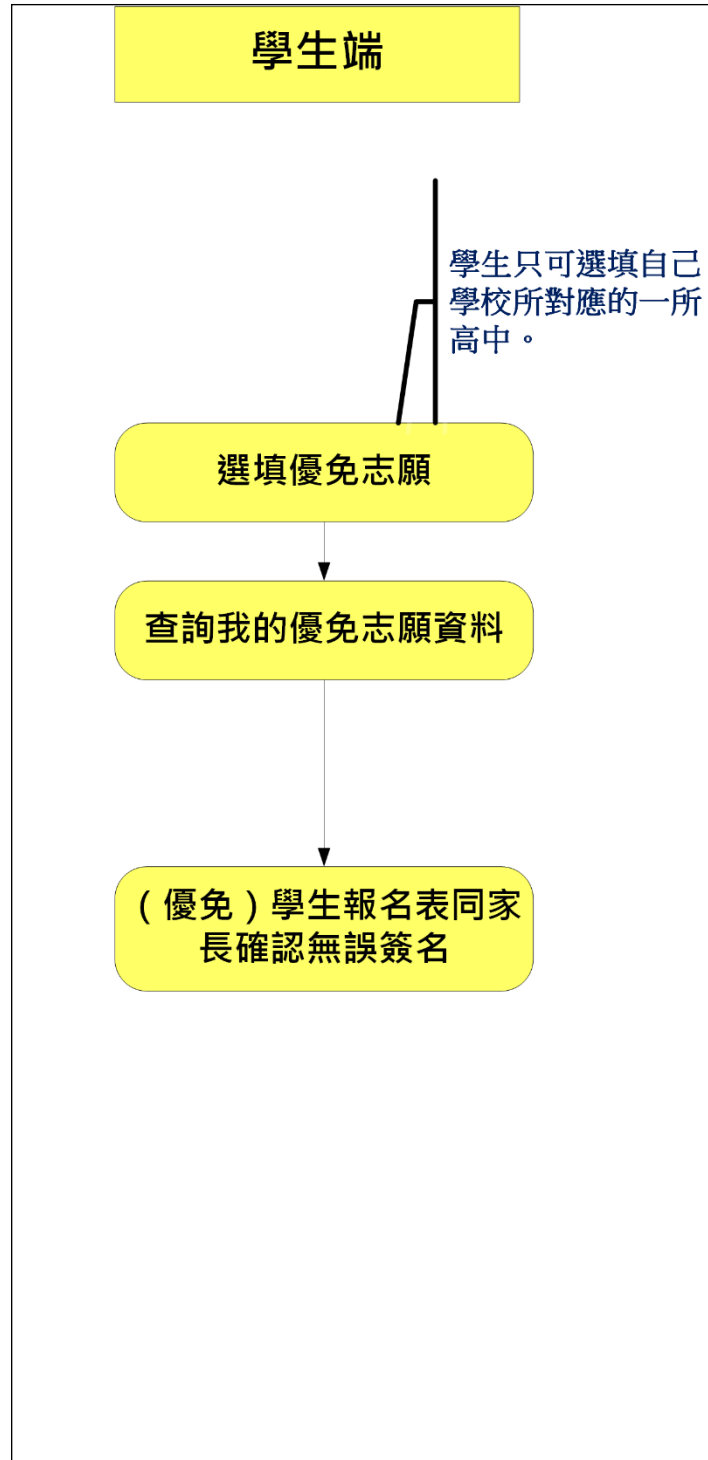 學生端
學生只可選填自己
學校所對應的一所
高中。
選填優免志願
查詢我的優免志願資料
（優免）學生報名表同家
長確認無誤簽名